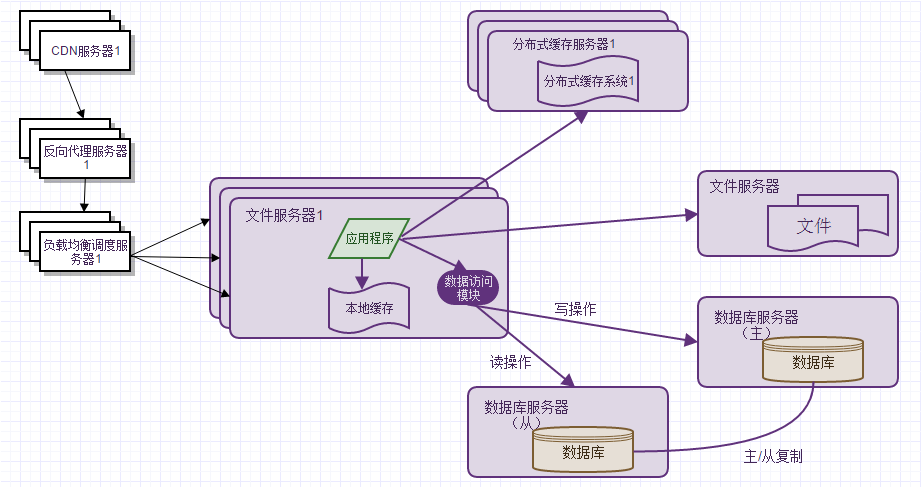 CDN服务器1
反向代理服务器
1
负载均衡调度服
务器1
文件服务器1
应用程序
本地缓存
数据访问
模块
分布式缓存服务器1
分布式缓存系统1
文件服务器
文件
写操作
数据库服务器
（主）
数据库
读操作
数据库服务器
（从）
数据库
主/从复制